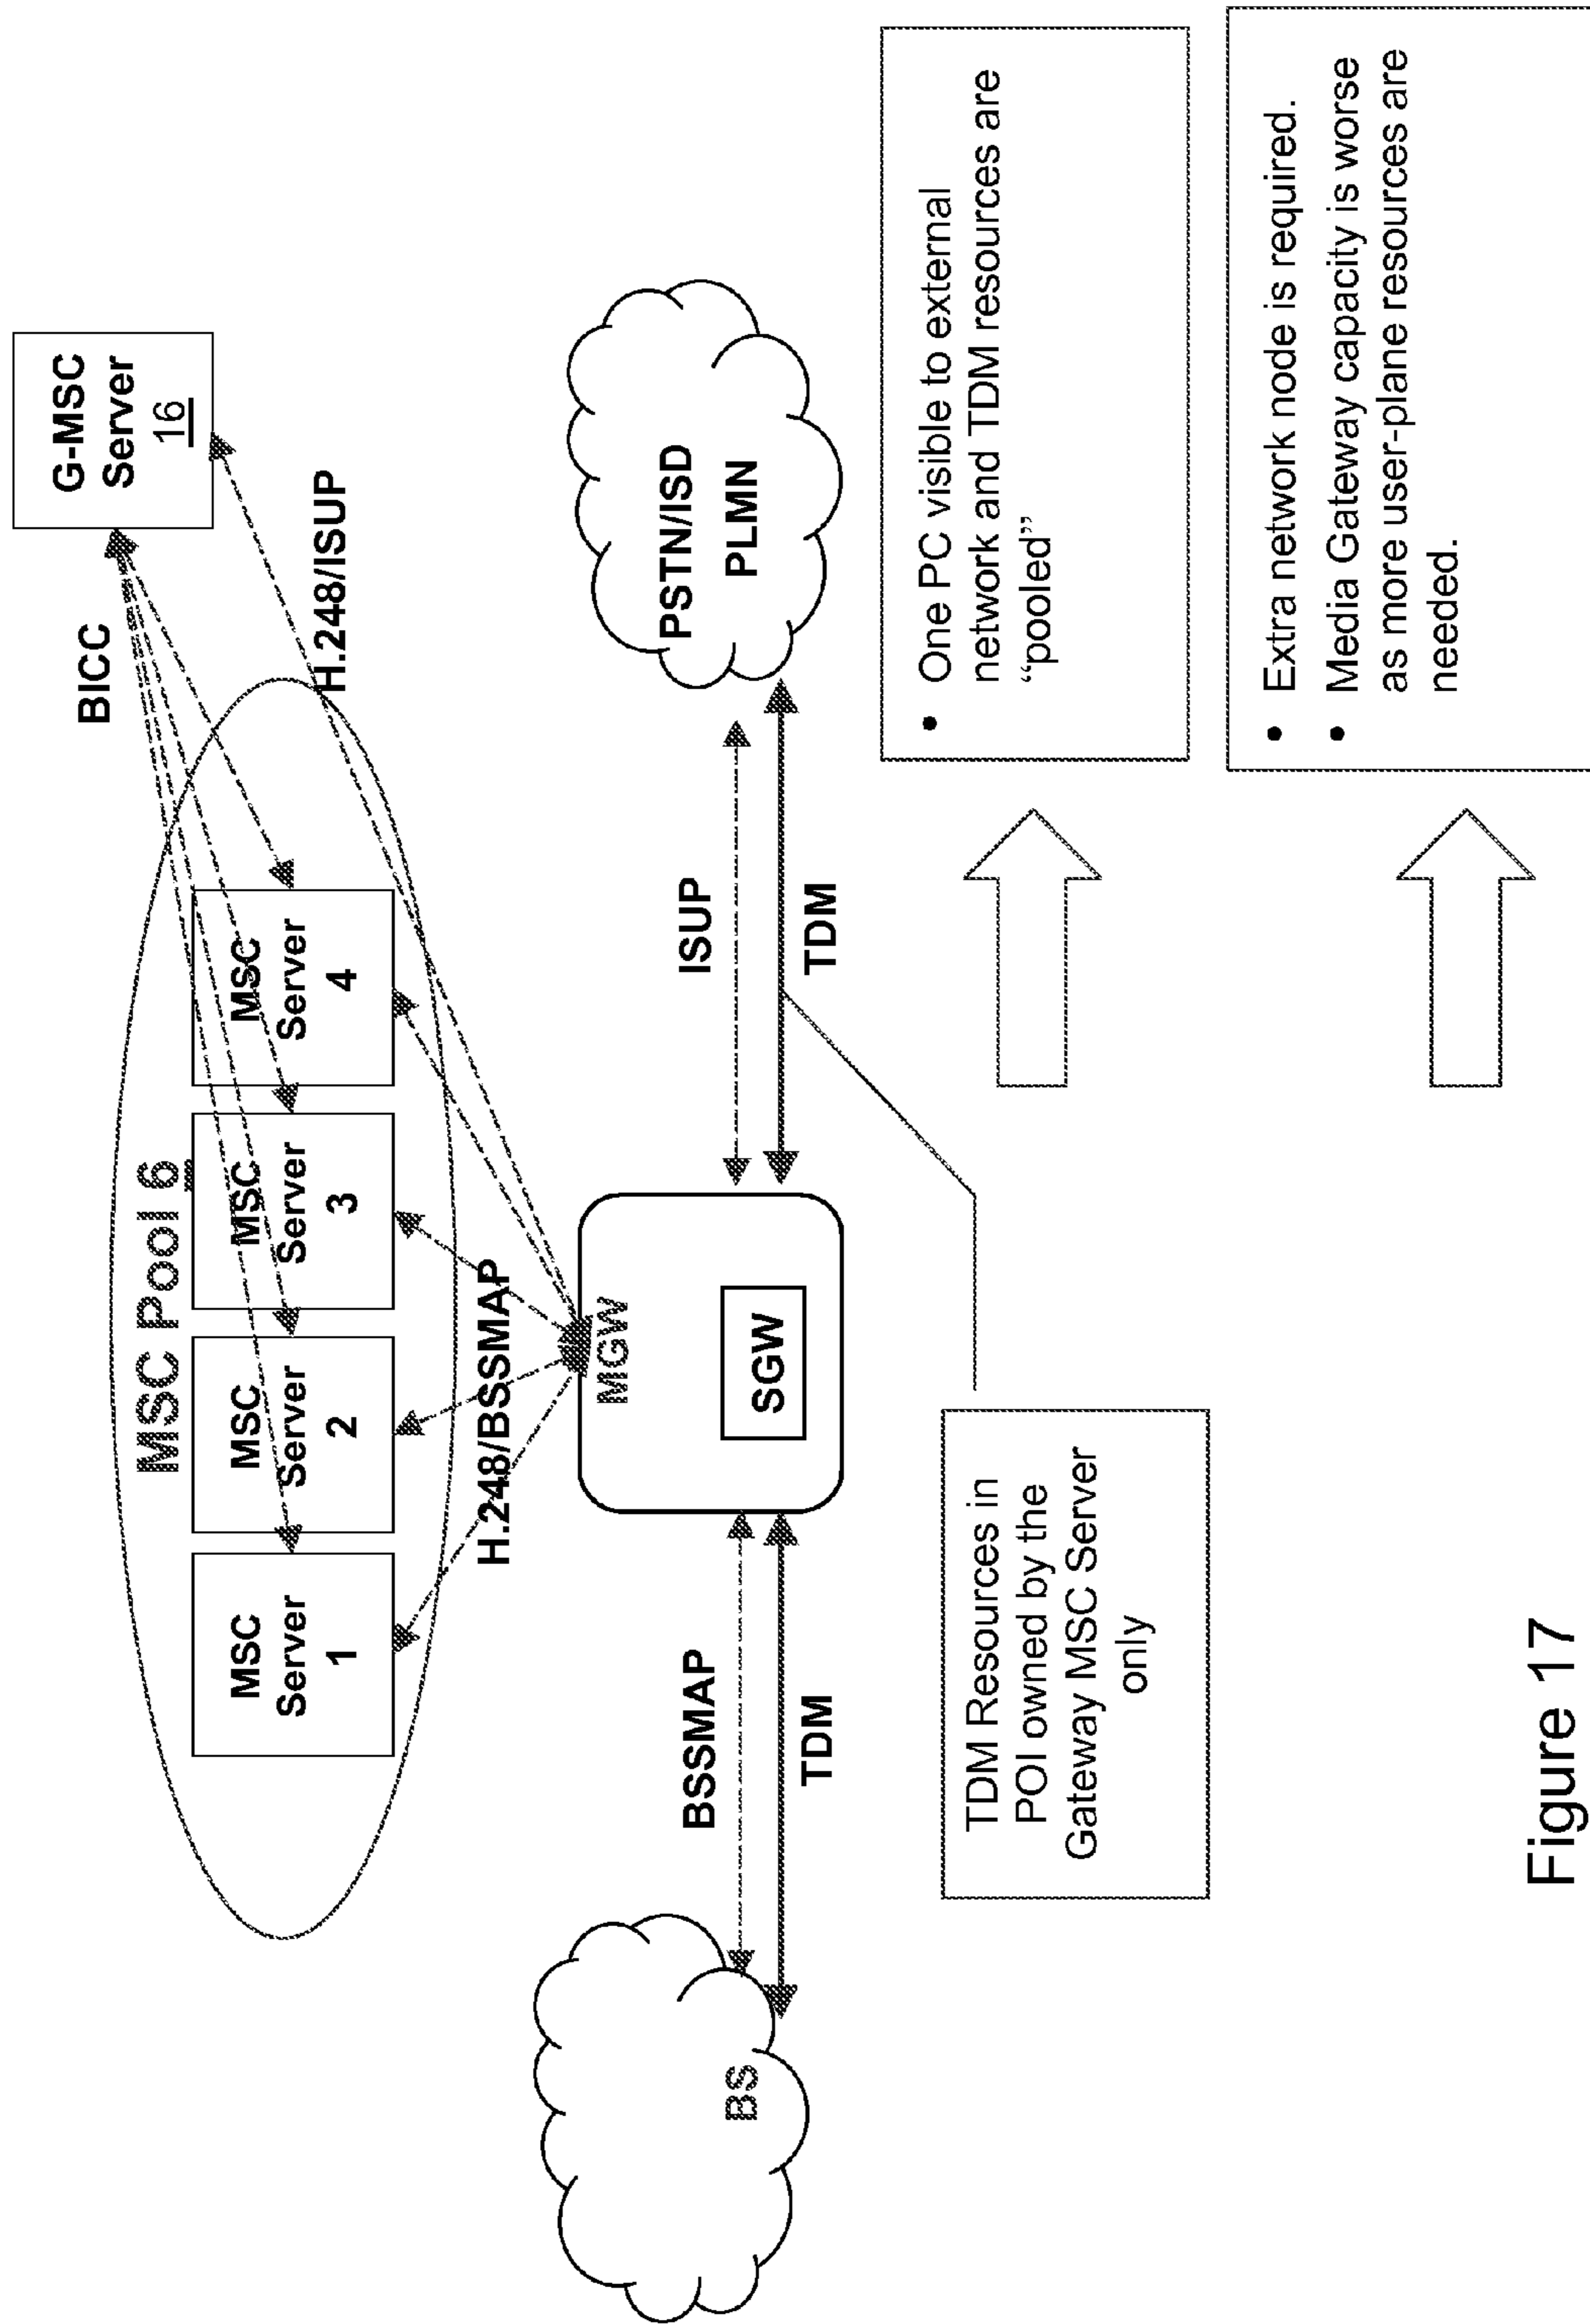 G-MSC
Server
16
BICC
H.248/ISUP
MSC Pool 6
MSC
Server
1
MSC
Server
2
MSC
Server
3
MSC
Server
4
H.248/BSSMAP
MGW
SGW
BSSMAP
TDM
ISUP
TDM
BS
PSTN/ISD
PLMN
TDM Resources in
POI owned by the
Gateway MSC Server
only
• One PC visible to external
network and TDM resources are
“pooled”
• Extra network node is required.
• Media Gateway capacity is worse
as more user-plane resources are
needed.
Figure 17